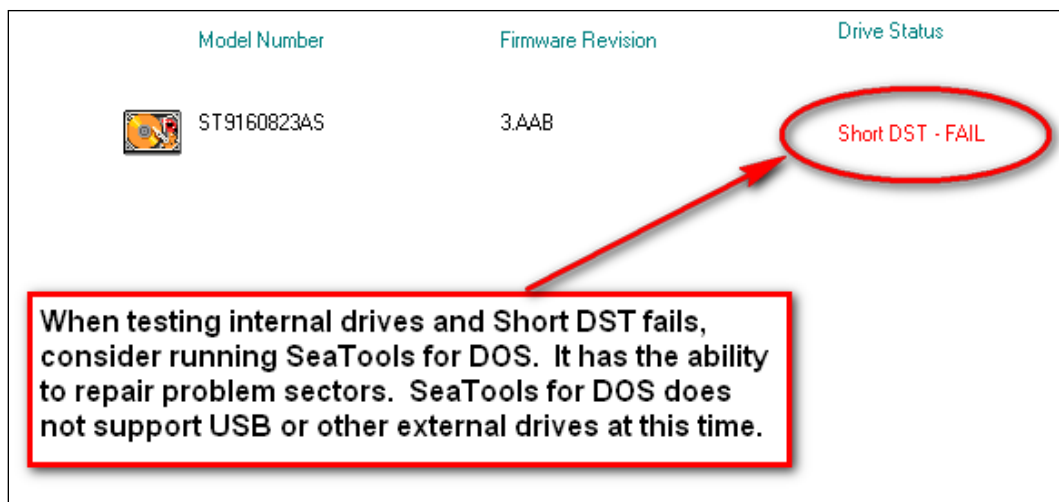 Model Number
Firmware Revision
Drive Status
ST9160823AS
3.AAB
Short DST - FAIL
When testing internal drives and Short DST fails,
consider running SeaTools for DOS.  It has the ability
to repair problem sectors.  SeaTools for DOS does
not support USB or other external drives at this time.